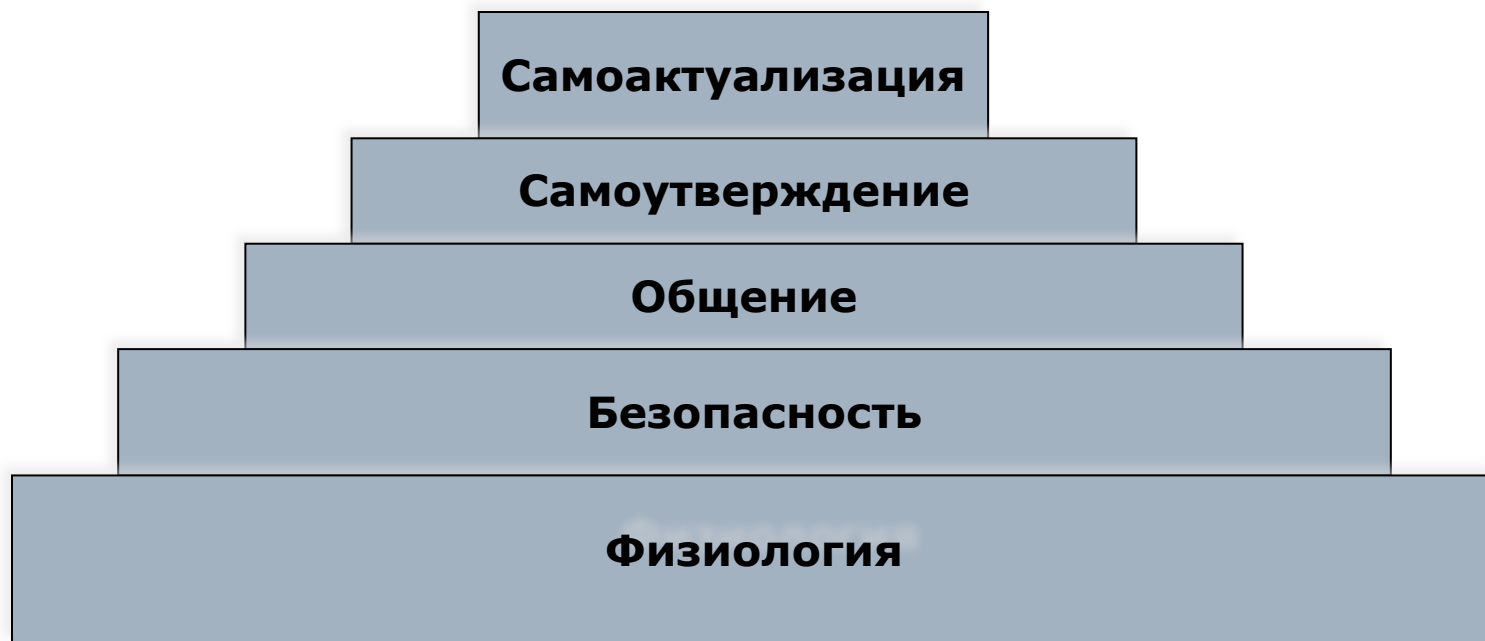 Самоактуализация
Самоутверждение
Общение
Безопасность
Физиология